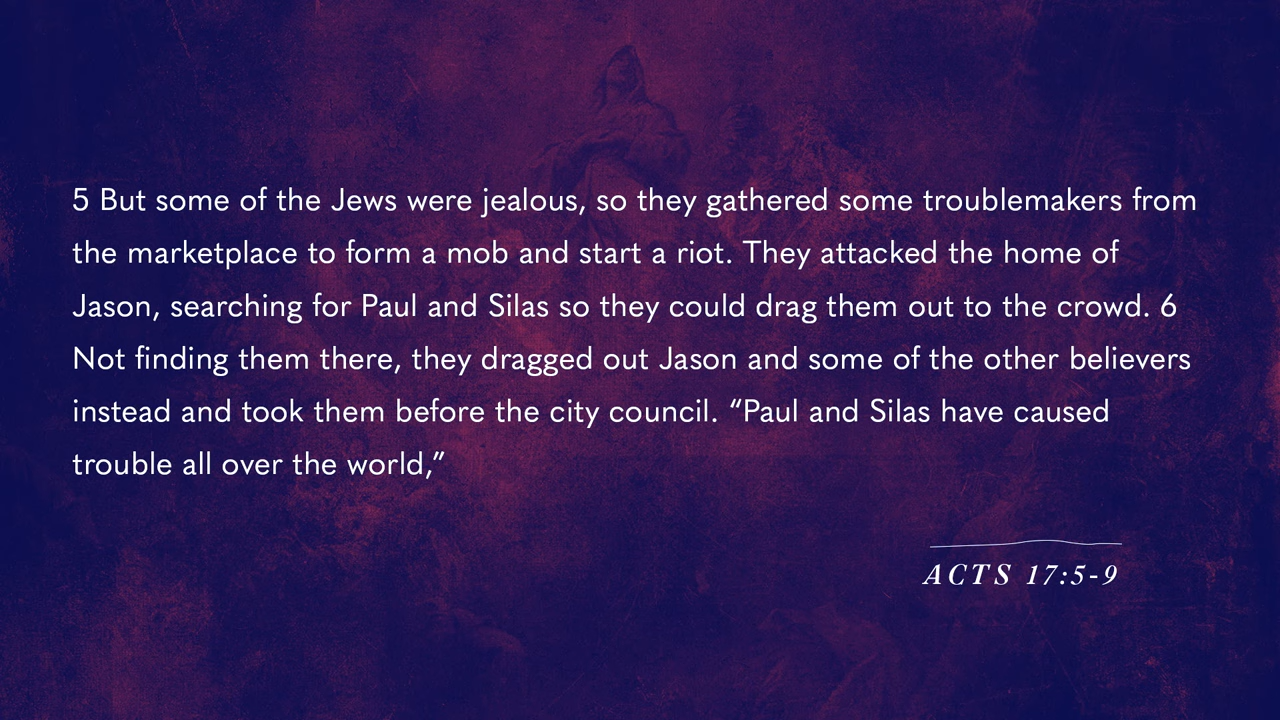 5 But some of the Jews were jealous, so they gathered some troublemakers from
the marketplace to form a mob and start a riot. They attacked the home of
Jason, searching for Paul and Silas so they could drag them out to the crowd. 6
Not finding them there, they dragged out Jason and some of the other believers
instead and took them before the city council. “Paul and Silas have caused
trouble all over the world,”
ACTS 17:5-9